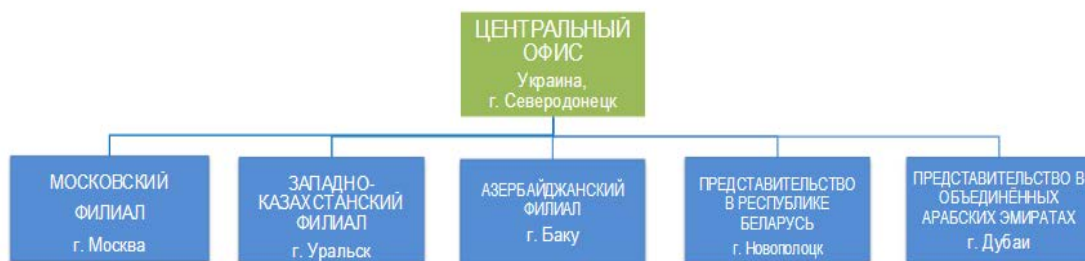 ЦЕНТРАЛЬНЫЙ
ОФИС
Украина,
г. Северодонецк
МОСКОВСКИЙ
ФИЛИАЛ
г. Москва
ЗАПАДНО-
КАЗАХСТАНСКИЙ
ФИЛИАЛ
г. Уральск
АЗЕРБАЙДЖАНСКИЙ
ФИЛИАЛ
г. Баку
ПРЕДСТАВИТЕЛЬСТВО
В РЕСПУБЛИКЕ
БЕЛАРУСЬ
г. Новополоцк
ПРЕДСТАВИТЕЛЬСТВО В
ОБЪЕДИНЁННЫХ
АРАБСКИХ ЭМИРАТАХ
г. Дубаи